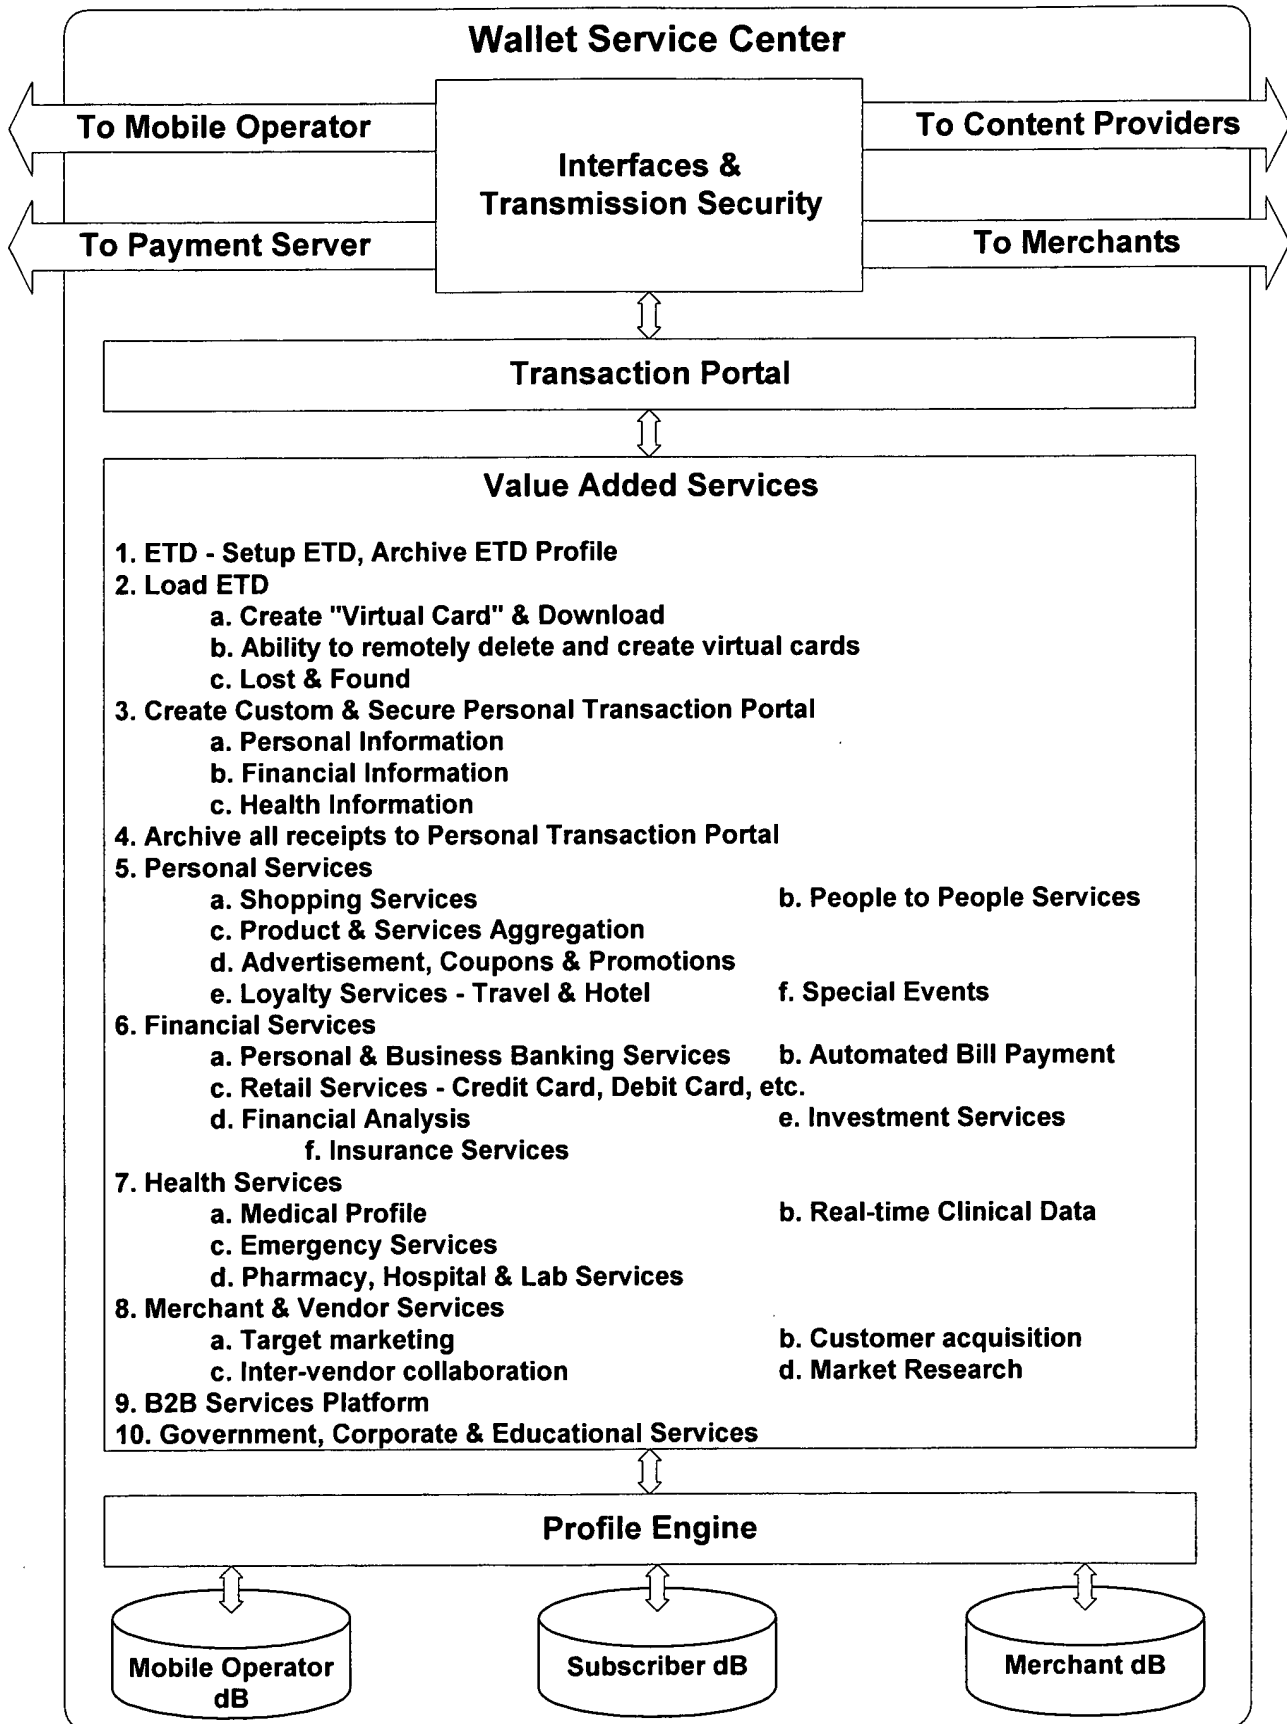 Wallet Service Center
To Mobile Operator
To Content Providers
Interfaces &
Transmission Security
To Payment Server
To Merchants
Transaction Portal
Value Added Services
1. ETD - Setup ETD, Archive ETD Profile
2. Load ETD
a. Create "Virtual Card" & Download
b. Ability to remotely delete and create virtual cards
c. Lost & Found
3. Create Custom & Secure Personal Transaction Portal
a. Personal Information
b. Financial Information
c. Health Information
4. Archive all receipts to Personal Transaction Portal
5. Personal Services
a. Shopping Services b. People to People Services
c. Product & Services Aggregation
d. Advertisement, Coupons & Promotions
e. Loyalty Services - Travel & Hotel f. Special Events
6. Financial Services
a. Personal & Business Banking Services b. Automated Bill Payment
c. Retail Services - Credit Card, Debit Card, etc.
d. Financial Analysis e. Investment Services
f. Insurance Services
7. Health Services
a. Medical Profile b. Real-time Clinical Data
c. Emergency Services
d. Pharmacy, Hospital & Lab Services
8. Merchant & Vendor Services
a. Target marketing b. Customer acquisition
c. Inter-vendor collaboration d. Market Research
9. B2B Services Platform
10. Government, Corporate & Educational Services
Profile Engine
Mobile Operator
dB
Subscriber dB
Merchant dB